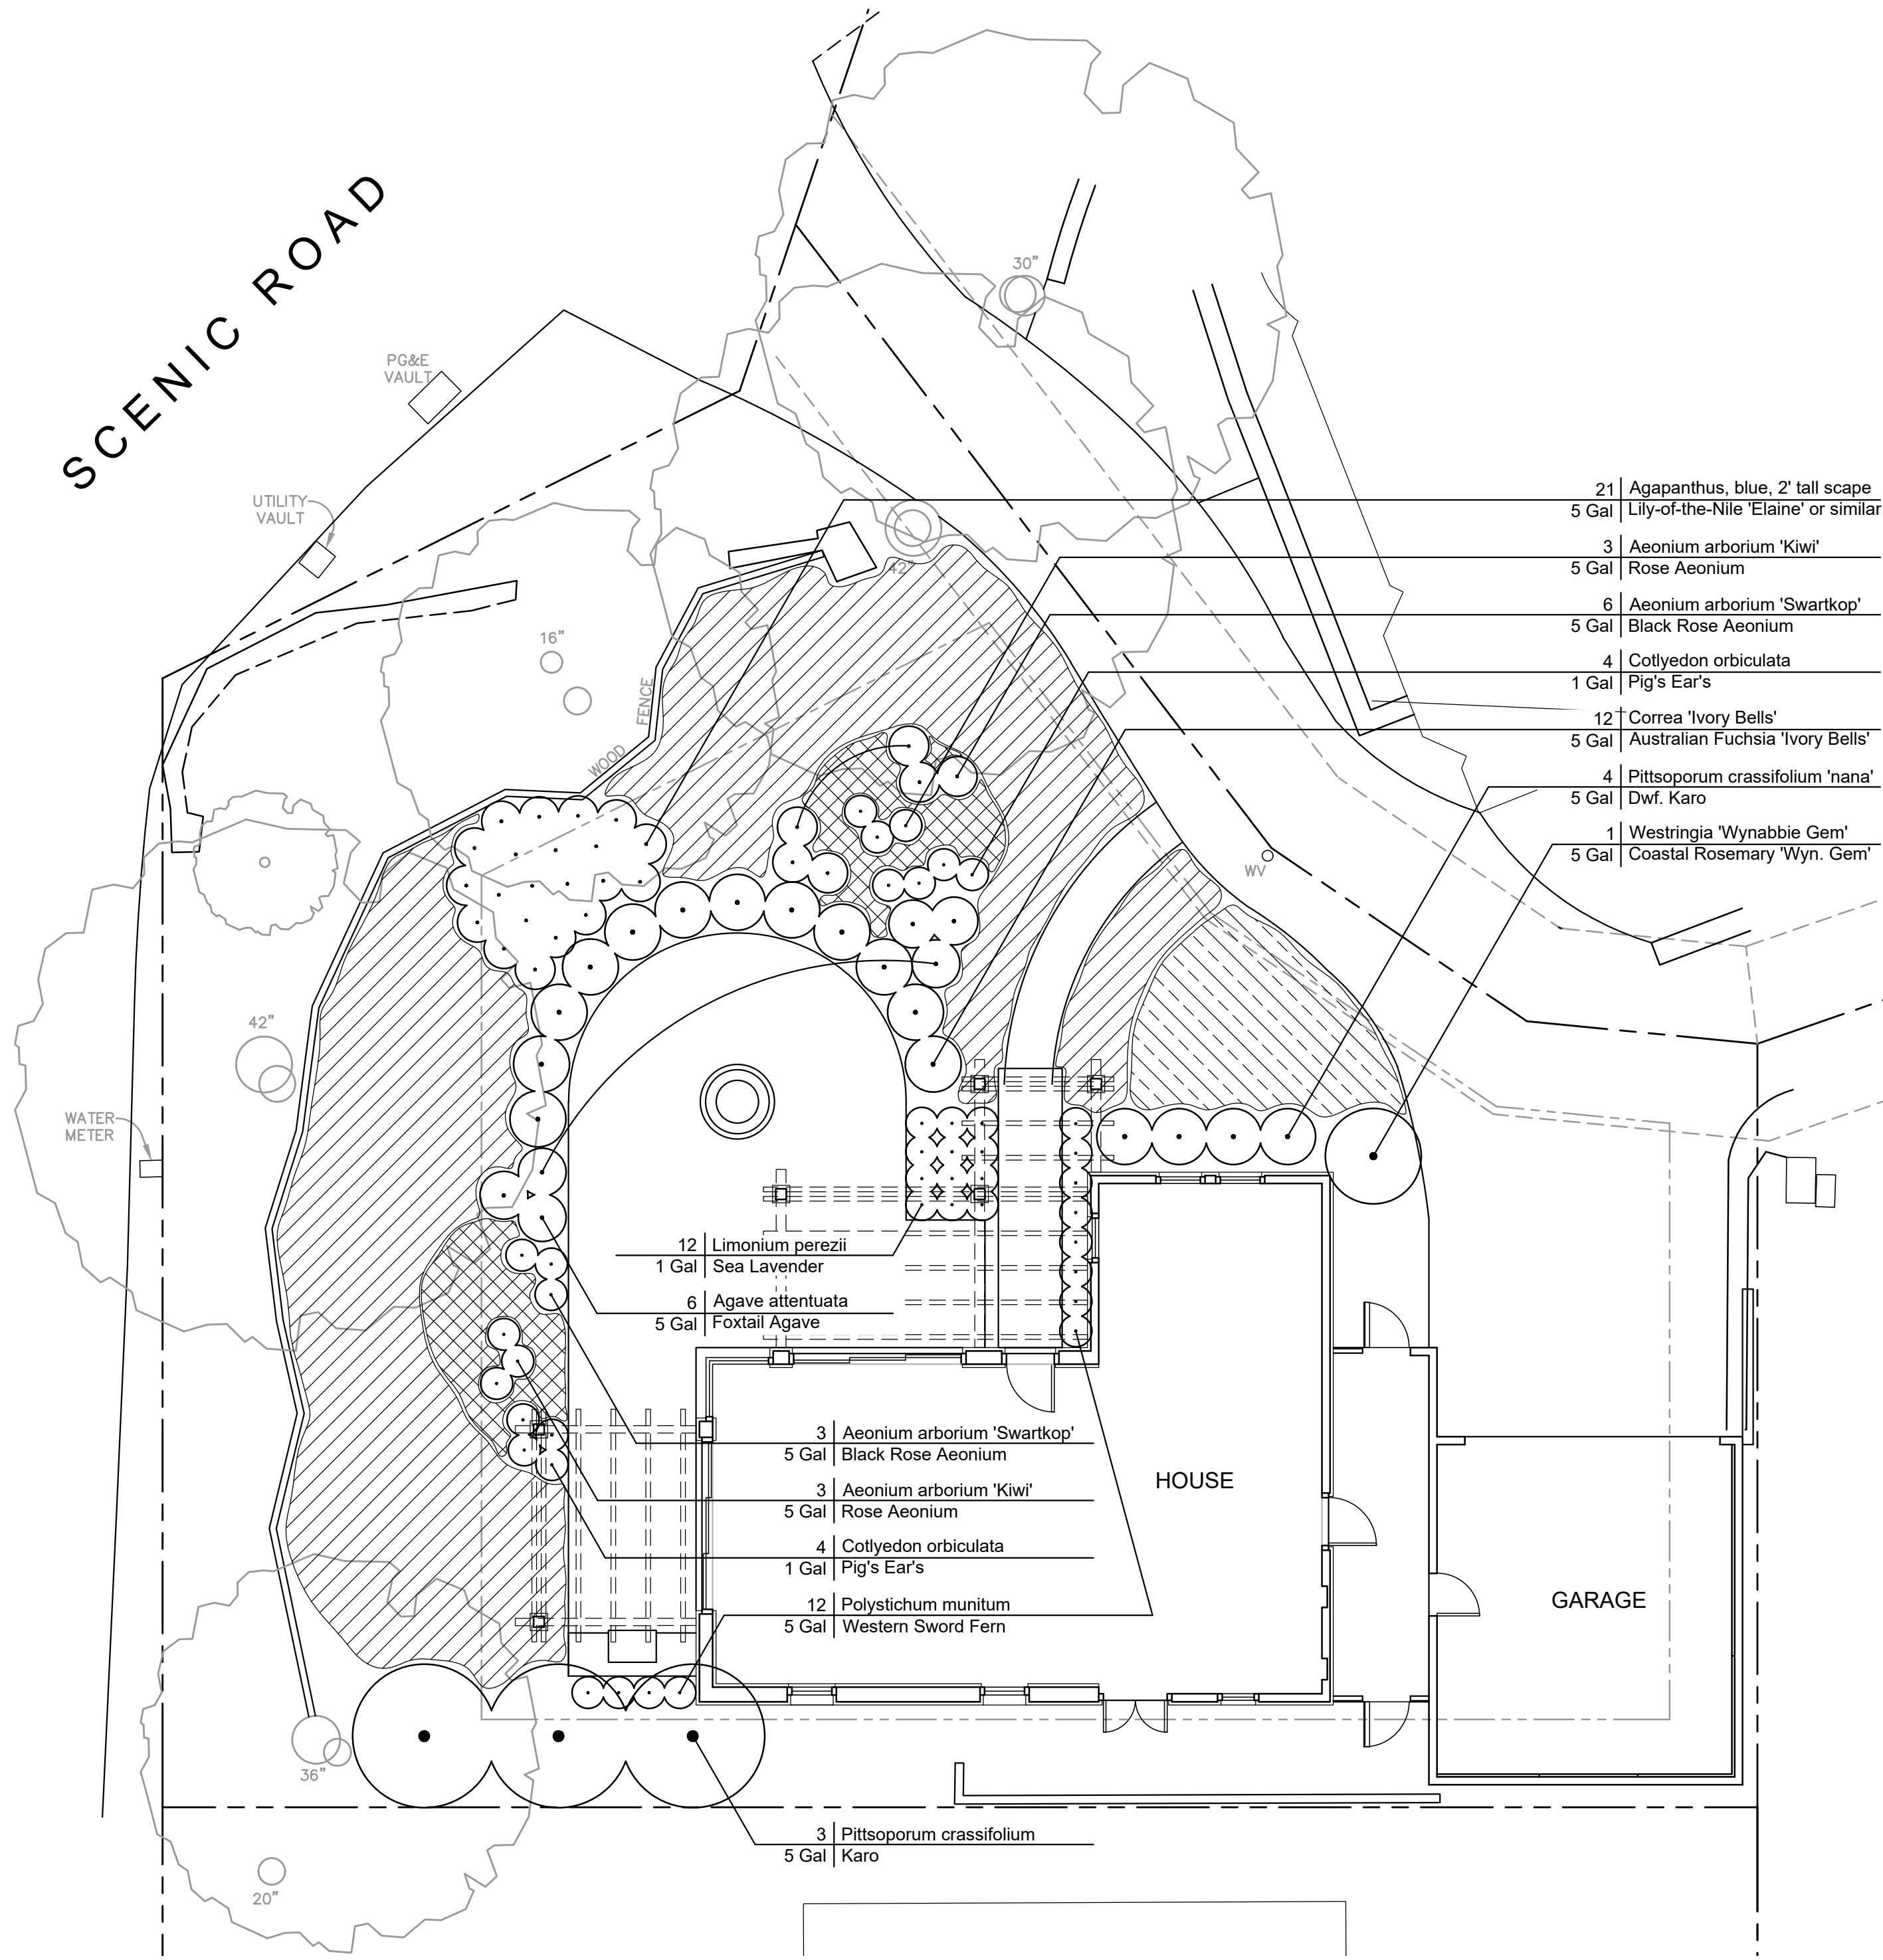 SCENIC ROAD
30”
PG&E
VAULT
UTILITY
VAULT
42”
16”
FENCE
WOOD
WV
42”
WATER
METER
21 Agapanthus, blue, 2' tall scape
5 Gal Lily-of-the-Nile 'Elaine' or similar
3 Aeonium arborium 'Kiwi'
5 Gal Rose Aeonium
6 Aeonium arborium 'Swartkop'
5 Gal Black Rose Aeonium
4 Cotlyedon orbiculata
1 Gal Pig's Ear's
12 Correa 'Ivory Bells'
5 Gal Australian Fuchsia 'Ivory Bells'
4 Pittsoporum crassifolium 'nana'
5 Gal Dwf. Karo
1 Westringia 'Wynabbie Gem'
5 Gal Coastal Rosemary 'Wyn. Gem'
12 Limonium perezii
1 Gal Sea Lavender
6 Agave attentuata
5 Gal Foxtail Agave
3 Aeonium arborium 'Swartkop'
5 Gal Black Rose Aeonium
3 Aeonium arborium 'Kiwi'
5 Gal Rose Aeonium
4 Cotlyedon orbiculata
1 Gal Pig's Ear's
12 Polystichum munitum
5 Gal Western Sword Fern
HOUSE
GARAGE
36”
3 Pittsoporum crassifolium
5 Gal Karo
20”